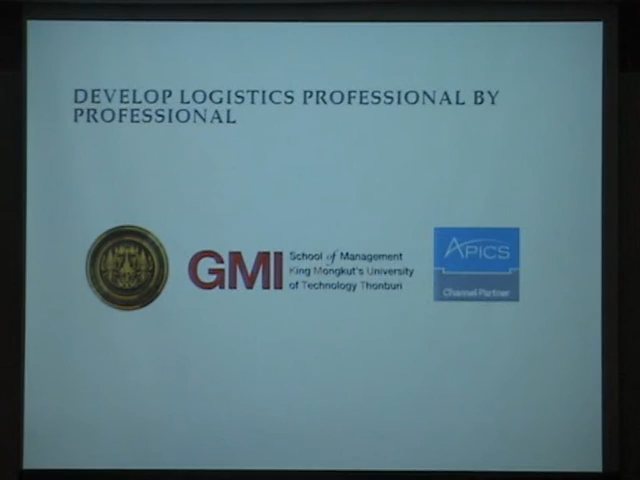 DEVELOP LOGISTICS PROFESSIONAL BY
PROFESSIONAL
GMI
School of Management
King Mongkut's University
of Technology Thonburi
APICS
Channel Partner